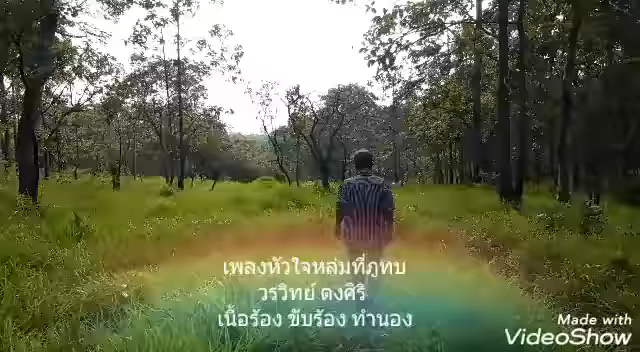 เพลงหัวใจหล่มที่ภูทบ
วรวิทย์ ดงศิริ
เนื้อร้อง ขับร้อง ทำนอง
Made with
VideoShow